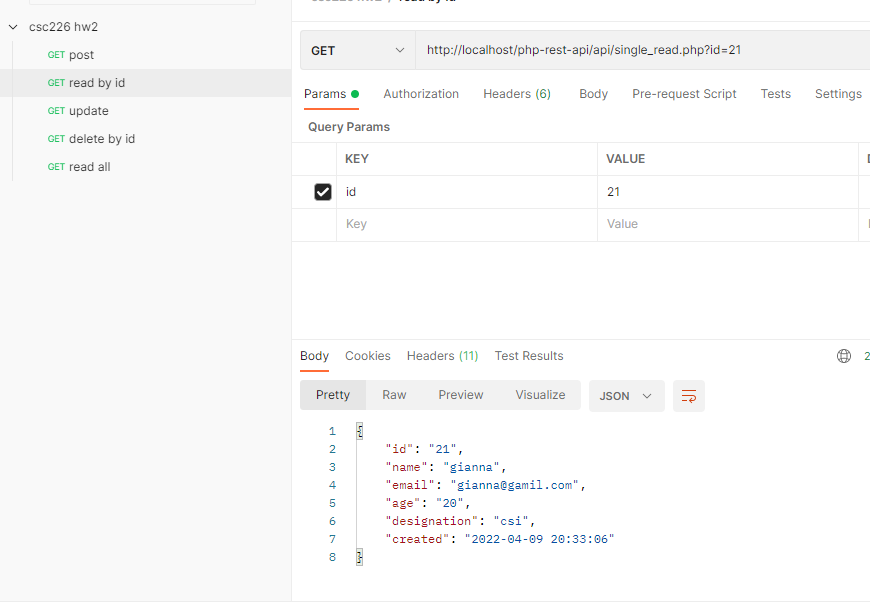 csc226 hw2
GET post
GET read by id
GET update
GET delete by id
GET read all
GET
http://localhost/php-rest-api/api/single_read.php?id=21
Params Authorization Headers (6) Body Pre-request Script Tests Settings
Query Params
KEY VALUE
id 21
Key Value
Body Cookies Headers (11) Test Results
Pretty Raw Preview Visualize JSON
1 {
2 "id": "21",
3 "name": "gianna",
4 "email": "gianna@gamil.com",
5 "age": "20",
6 "designation": "csi",
7 "created": "2022-04-09 20:33:06"
8 }